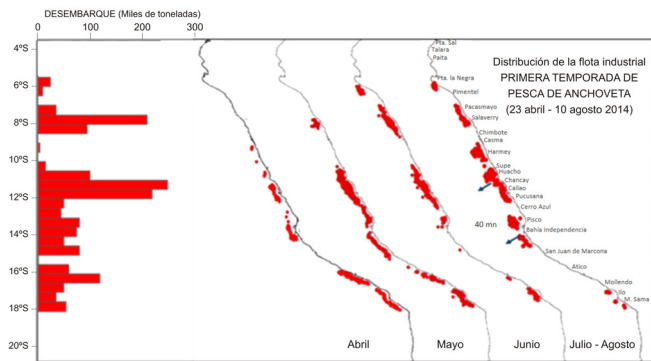 DESEMBARQUE (Miles de toneladas)
0 100 200 300
4°S
6°S
8°S
10°S
12°S
14°S
16°S
18°S
20°S
Distribución de la flota industrial
PRIMERA TEMPORADA DE
PESCA DE ANCHOVETA
(23 abril - 10 agosto 2014)
Pta. Sal
Talara
Paita
Pta. la Negra
Pimentel
Pacasmayo
Salaverry
Chimbote
Casma
Harmey
Supe
Huacho
Chancay
Callao
Pucusana
Cerro Azul
Pisco
40 mn
Bahía Independencia
San Juan de Marcona
Atico
Mollendo
Ilo
M. Sama
Abril
Mayo
Junio
Julio - Agosto